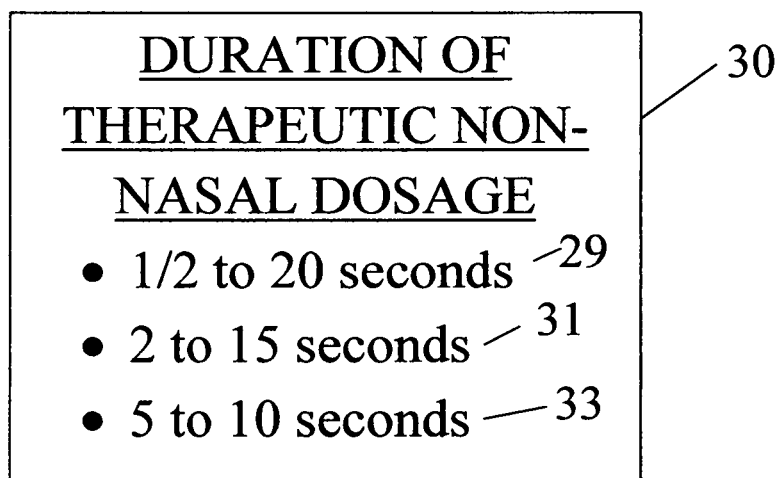 DURATION OF
THERAPEUTIC NON-
NASAL DOSAGE
• 1/2 to 20 seconds 29
• 2 to 15 seconds 31
• 5 to 10 seconds 33
30